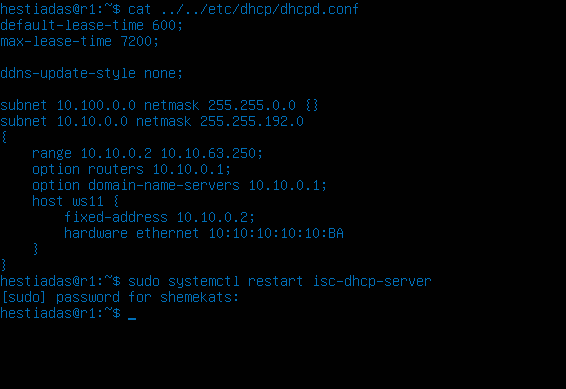 hestiadas@r1:~$ cat ../../etc/dhcp/dhcpd.conf
default-lease-time 600;
max-lease-time 7200;

ddns-update-style none;

subnet 10.100.0.0 netmask 255.255.0.0 {}
subnet 10.10.0.0 netmask 255.255.192.0
{
    range 10.10.0.2 10.10.63.250;
    option routers 10.10.0.1;
    option domain-name-servers 10.10.0.1;
    host ws11 {
        fixed-address 10.10.0.2;
        hardware ethernet 10:10:10:10:10:BA
    }
}
hestiadas@r1:~$ sudo systemctl restart isc-dhcp-server
[sudo] password for shemekats:
hestiadas@r1:~$ _